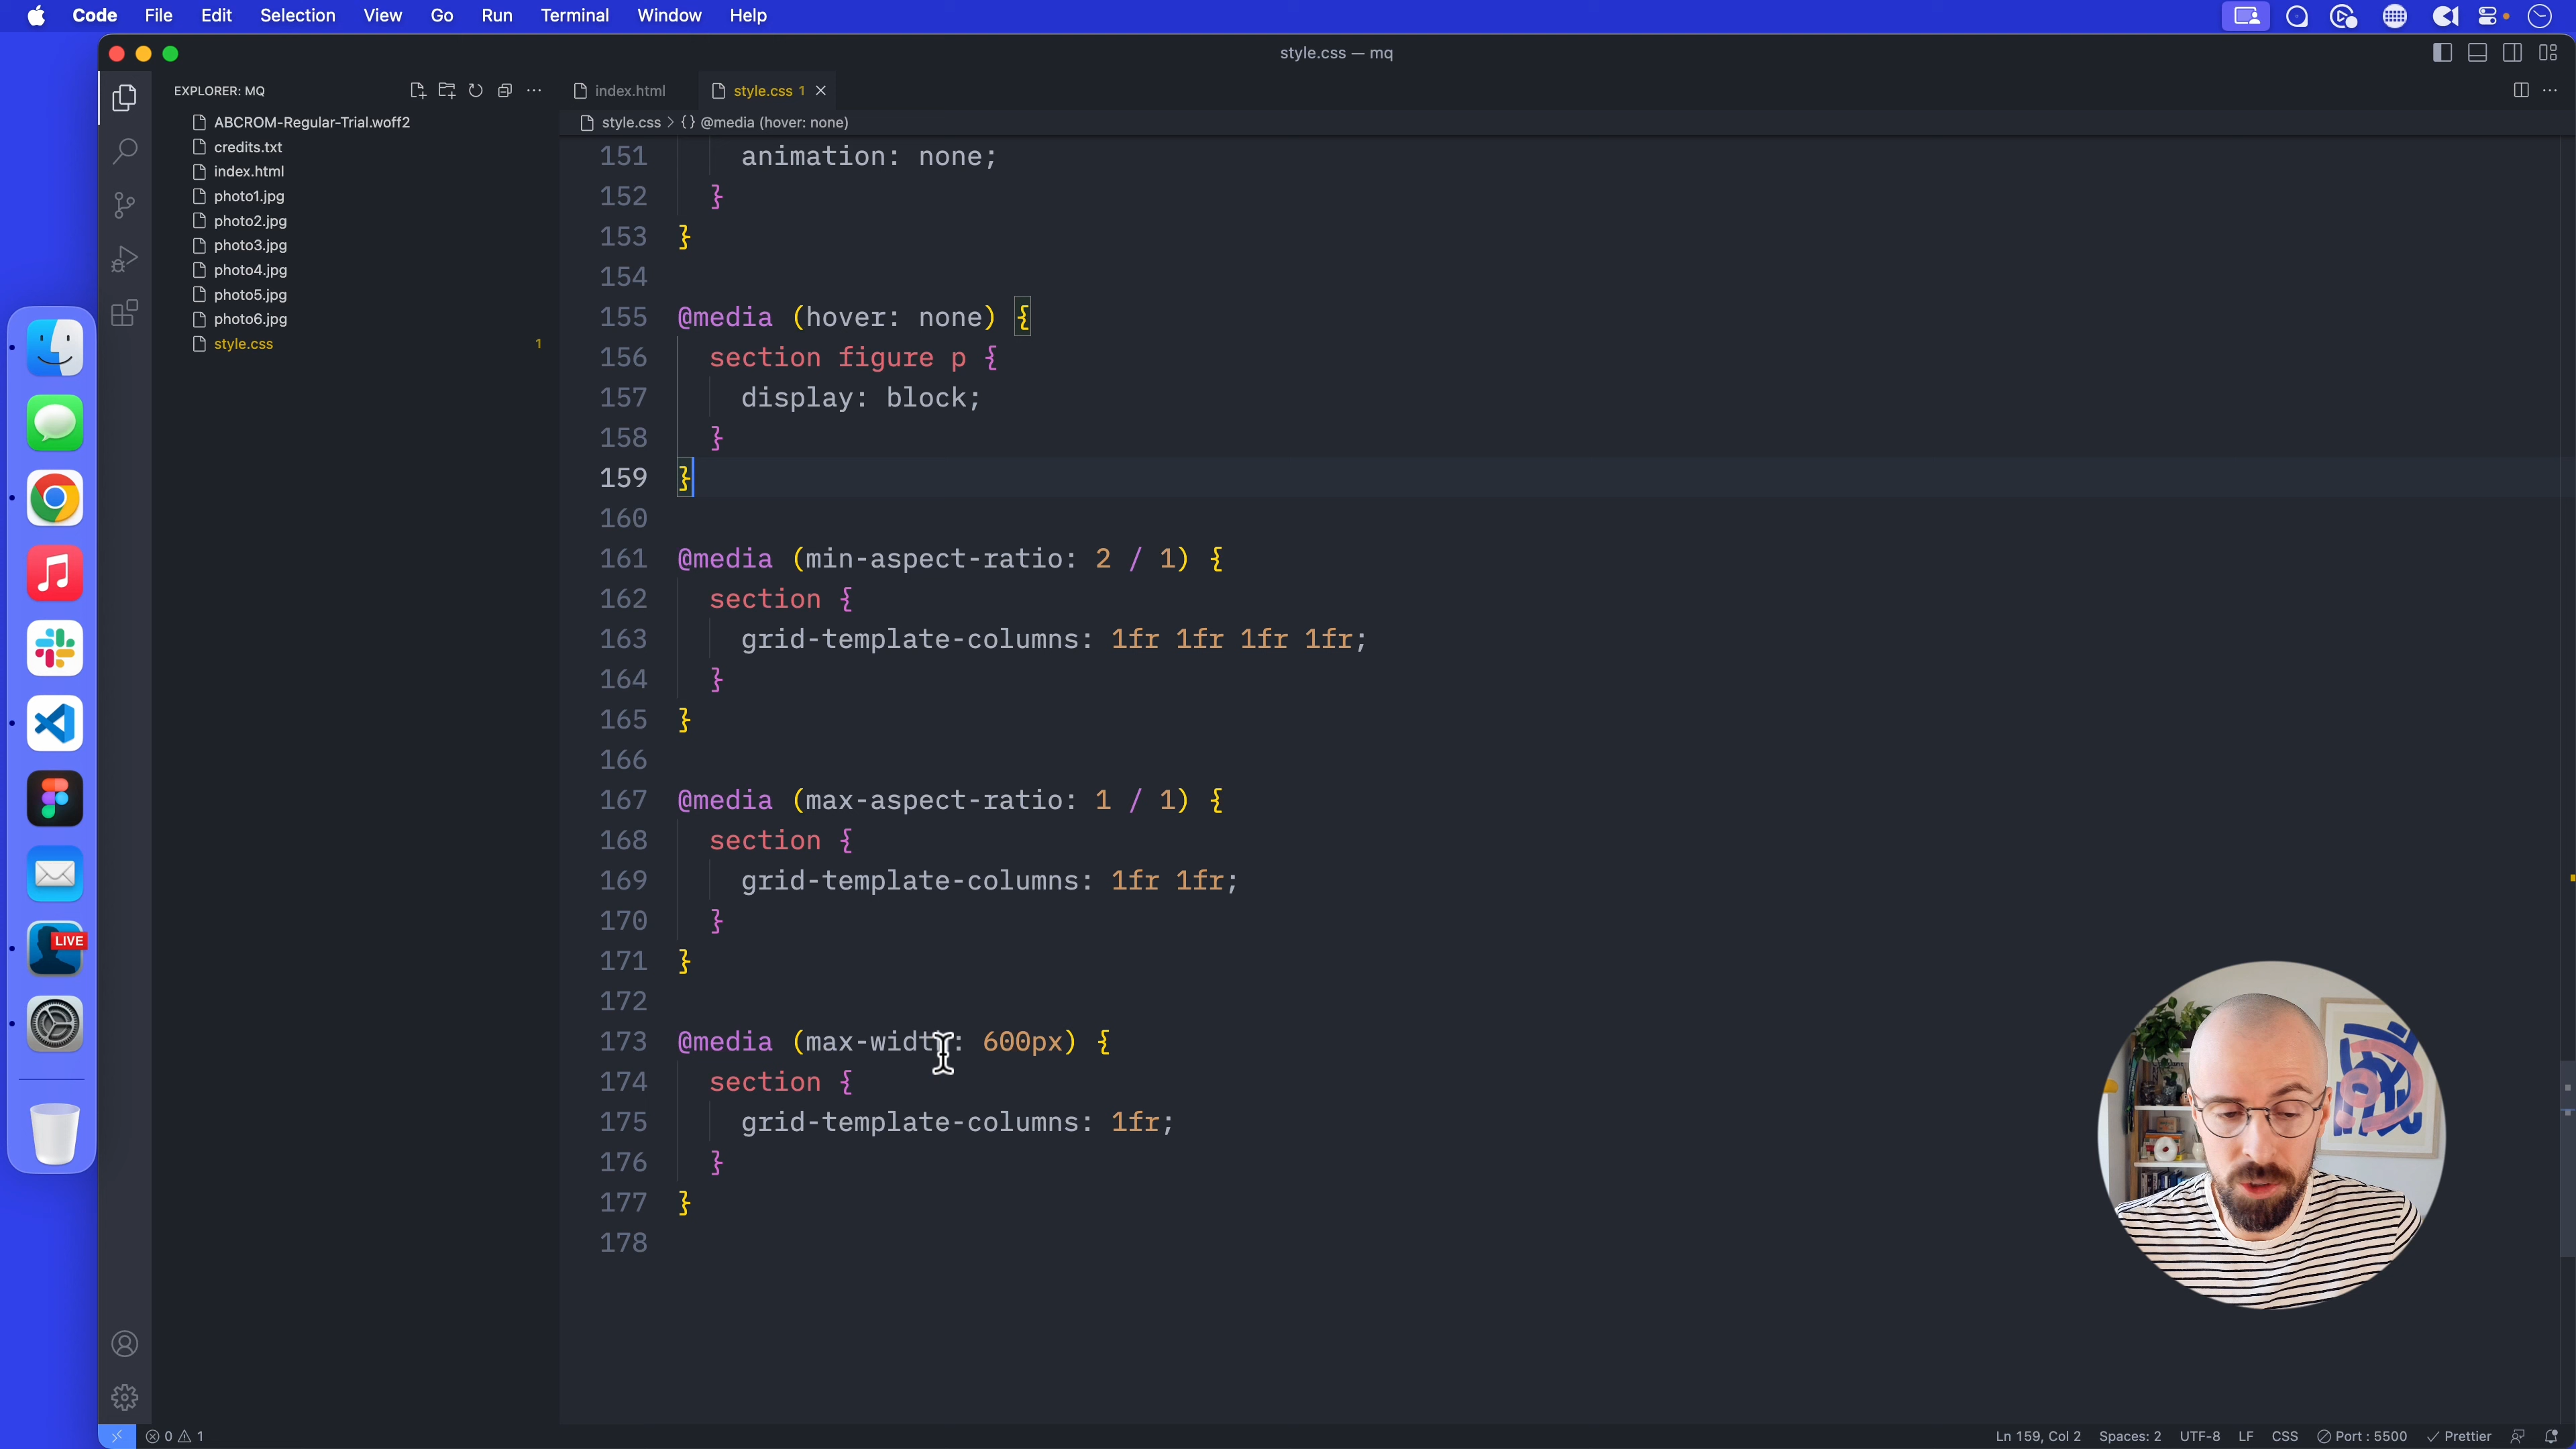 Code File Edit Selection View Go Run Terminal Window Help
style.css — mq
EXPLORER: MQ
index.html
style.css 1
ABCROM-Regular-Trial.woff2
credits.txt
index.html
photo1.jpg
photo2.jpg
photo3.jpg
photo4.jpg
photo5.jpg
photo6.jpg
style.css 1
LIVE
style.css > {} @media (hover: none)
151 animation: none;
152 }
153 }
154
155 @media (hover: none) {
156 section figure p {
157 display: block;
158 }
159 }
160
161 @media (min-aspect-ratio: 2 / 1) {
162 section {
163 grid-template-columns: 1fr 1fr 1fr 1fr;
164 }
165 }
166
167 @media (max-aspect-ratio: 1 / 1) {
168 section {
169 grid-template-columns: 1fr 1fr;
170 }
171 }
172
173 @media (max-width: 600px) {
174 section {
175 grid-template-columns: 1fr;
176 }
177 }
178
0 1
Ln 159, Col 2 Spaces: 2 UTF-8 LF CSS Port : 5500 Prettier